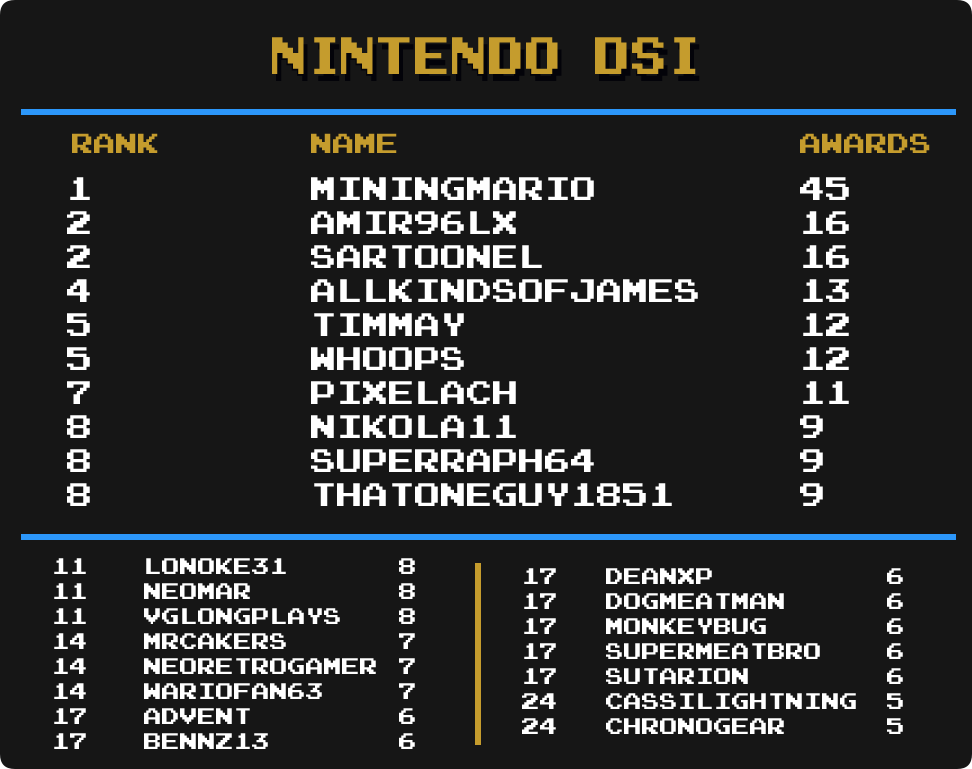 NINTENDO DSI
RANK NAME AWARDS
1 MININGMARIO 45
2 AMIR96LX 16
2 SARTOONEL 16
4 ALLKINDSOFJAMES 13
5 TIMMAY 12
5 WHOOPS 12
7 PIXELACH 11
8 NIKOLA11 9
8 SUPERRAPH64 9
8 THATONEGUY1851 9
11 LONOKE31 8
11 NEOMAR 8
11 VGLONGPLAYS 8
14 MRCAKERS 7
14 NEORETROGAMER 7
14 WARIOFAN63 7
17 ADVENT 6
17 BENNZ13 6
17 DEANXP 6
17 DOGMEATMAN 6
17 MONKEYBUG 6
17 SUPERMEATBRO 6
17 SUTARION 6
24 CASSILIGHTNING 5
24 CHRONOGEAR 5